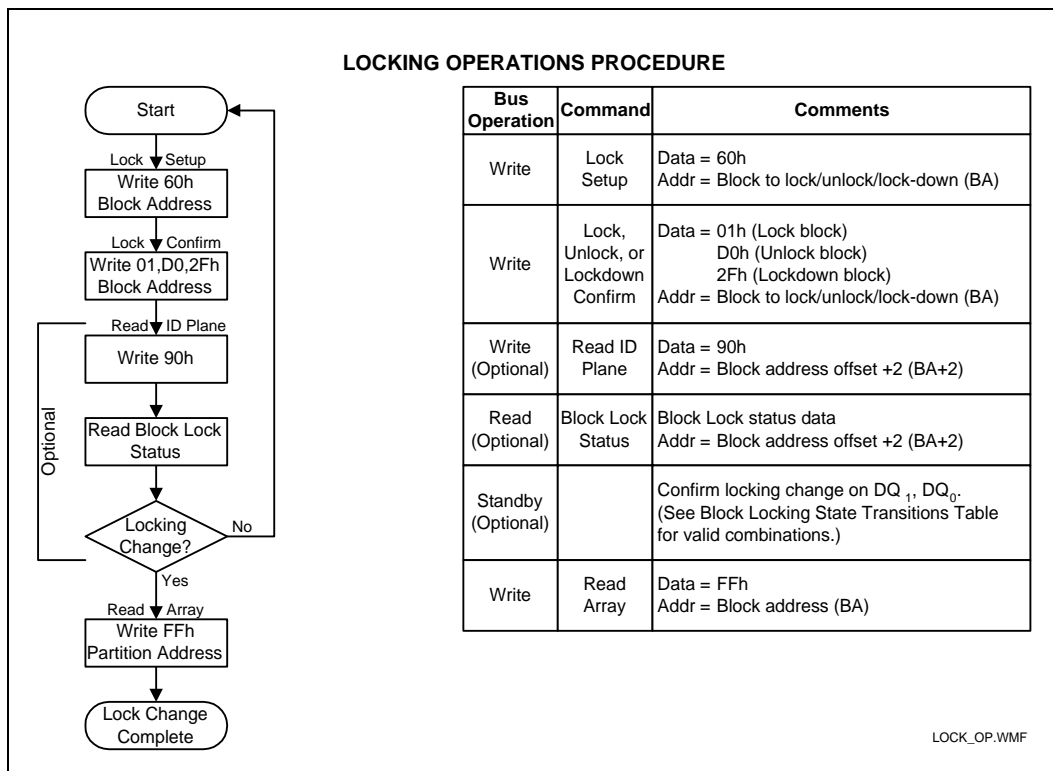 LOCKING OPERATIONS PROCEDURE
Start
Lock Setup
Write 60h
Block Address
Lock Confirm
Write 01,D0,2Fh
Block Address
Read ID Plane
Write 90h
Optional
Read Block Lock
Status
Locking
Change?
No
Yes
Read Array
Write FFh
Partition Address
Lock Change
Complete
Bus
Operation
Command
Comments
Write
Lock
Setup
Data = 60h
Addr = Block to lock/unlock/lock-down (BA)
Write
Lock,
Unlock, or
Lockdown
Confirm
Data = 01h (Lock block)
D0h (Unlock block)
2Fh (Lockdown block)
Addr = Block to lock/unlock/lock-down (BA)
Write
(Optional)
Read ID
Plane
Data = 90h
Addr = Block address offset +2 (BA+2)
Read
(Optional)
Block Lock
Status
Block Lock status data
Addr = Block address offset +2 (BA+2)
Standby
(Optional)
Confirm locking change on DQ 1, DQ0.
(See Block Locking State Transitions Table
for valid combinations.)
Write
Read
Array
Data = FFh
Addr = Block address (BA)
LOCK_OP.WMF